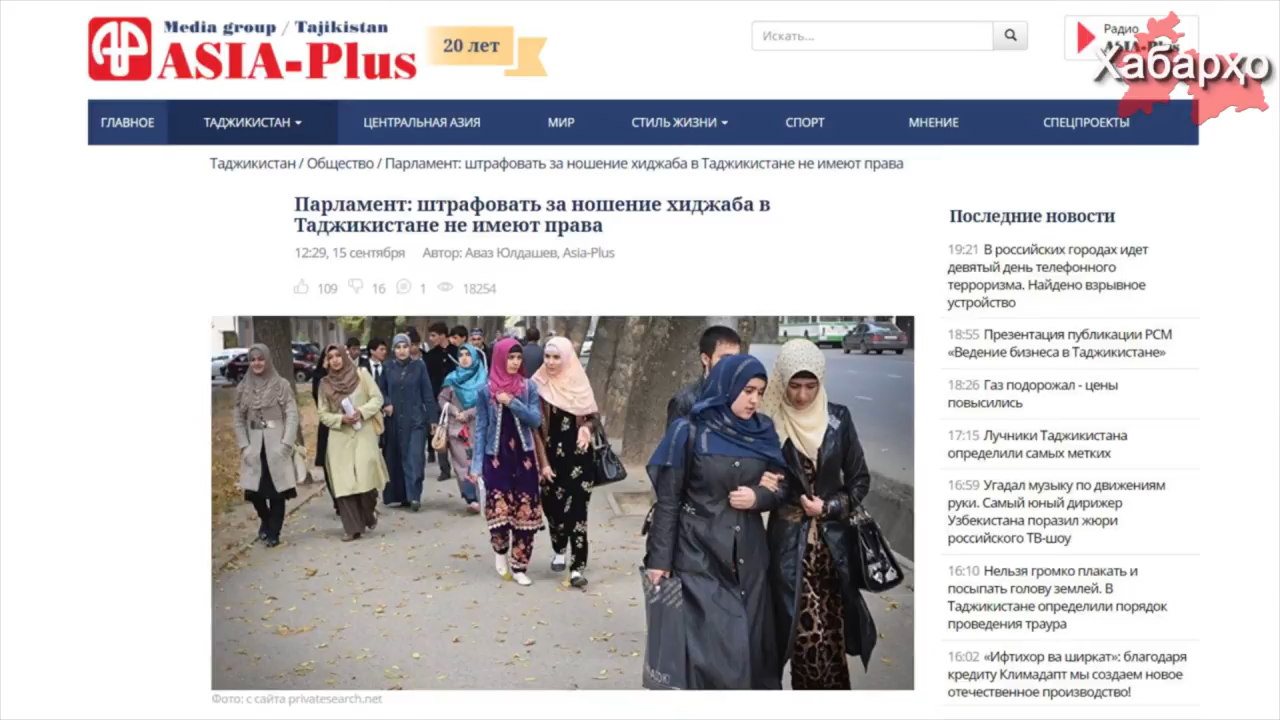 Media group / Tajikistan
ASIA-Plus
20 лет
Искать...
Радио
ASIA-Plus
Хабарҳо
ГЛАВНОЕ ТАДЖИКИСТАН ЦЕНТРАЛЬНАЯ АЗИЯ МИР СТИЛЬ ЖИЗНИ СПОРТ МНЕНИЕ СПЕЦПРОЕКТЫ
Таджикистан / Общество / Парламент: штрафовать за ношение хиджаба в Таджикистане не имеют права
Парламент: штрафовать за ношение хиджаба в
Таджикистане не имеют права
12:29, 15 сентября Автор: Аваз Юлдашев, Asia-Plus
109 16 1 18254
Фото: с сайта privatesearch.net
Последние новости
19:21 В российских городах идет
девятый день телефонного
терроризма. Найдено взрывное
устройство
18:55 Презентация публикации РСМ
«Ведение бизнеса в Таджикистане»
18:26 Газ подорожал - цены
повысились
17:15 Лучники Таджикистана
определили самых метких
16:59 Угадал музыку по движениям
руки. Самый юный дирижер
Узбекистана поразил жюри
российского ТВ-шоу
16:10 Нельзя громко плакать и
посыпать голову землей. В
Таджикистане определили порядок
проведения траура
16:02 «Ифтихор ва ширкат»: благодаря
кредиту Климадапт мы создаем новое
отечественное производство!